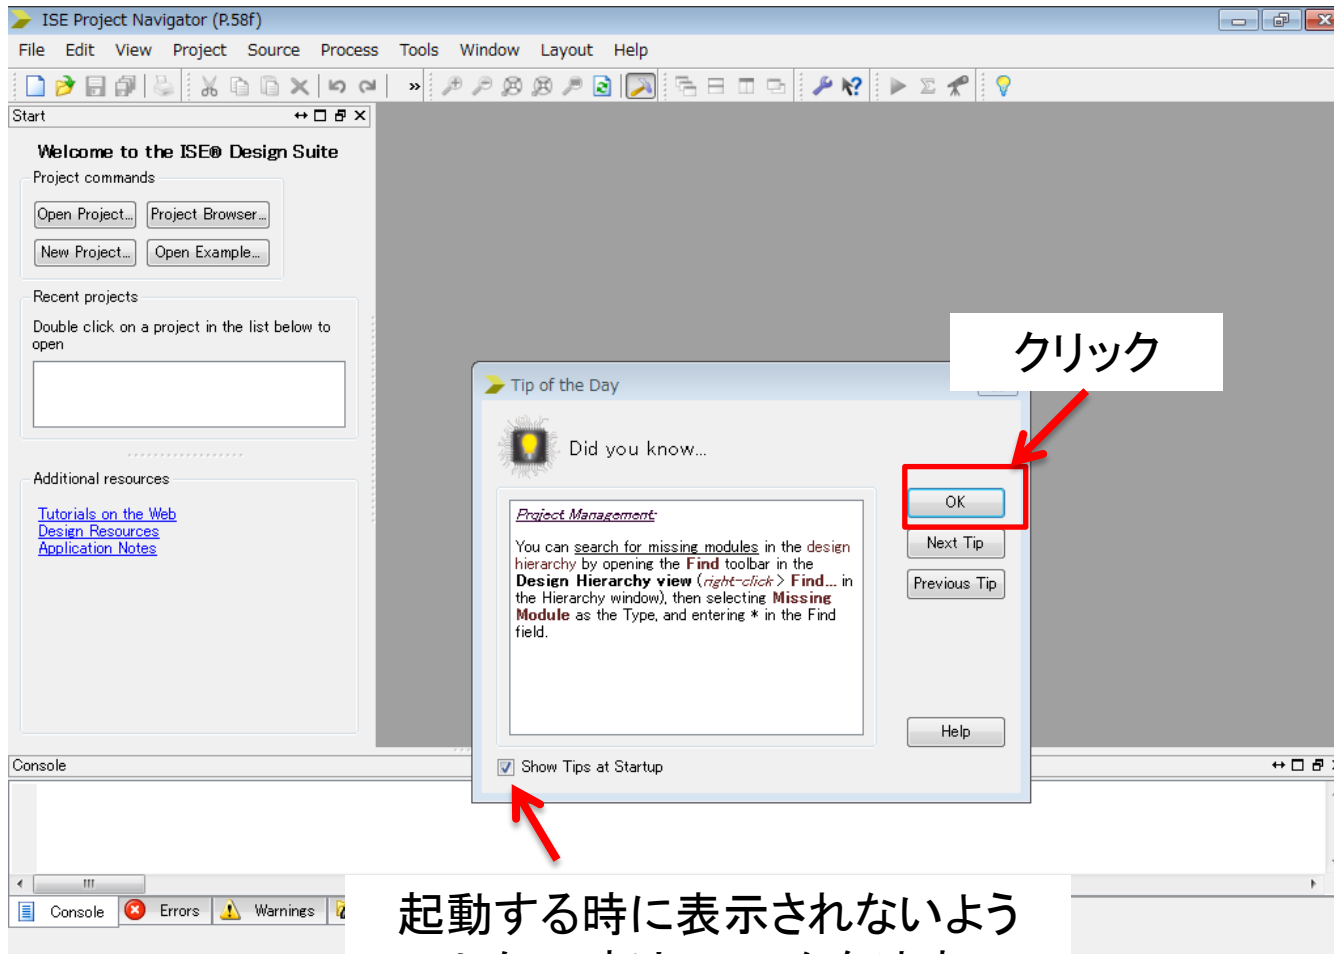 ISE Project Navigator (P.58f)
File Edit View Project Source Process Tools Window Layout Help
Start
Welcome to the ISE® Design Suite
Project commands
Open Project...
Project Browser...
New Project...
Open Example...
Recent projects
Double click on a project in the list below to
open
Additional resources
Tutorials on the Web
Design Resources
Application Notes
クリック
Tip of the Day
Did you know...
Project Management:
You can search for missing modules in the design
hierarchy by opening the Find toolbar in the
Design Hierarchy view (right-click > Find... in
the Hierarchy window), then selecting Missing
Module as the Type, and entering * in the Find
field.
OK
Next Tip
Previous Tip
Help
Show Tips at Startup
Console
Console
Errors
Warnings
起動する時に表示されないよう